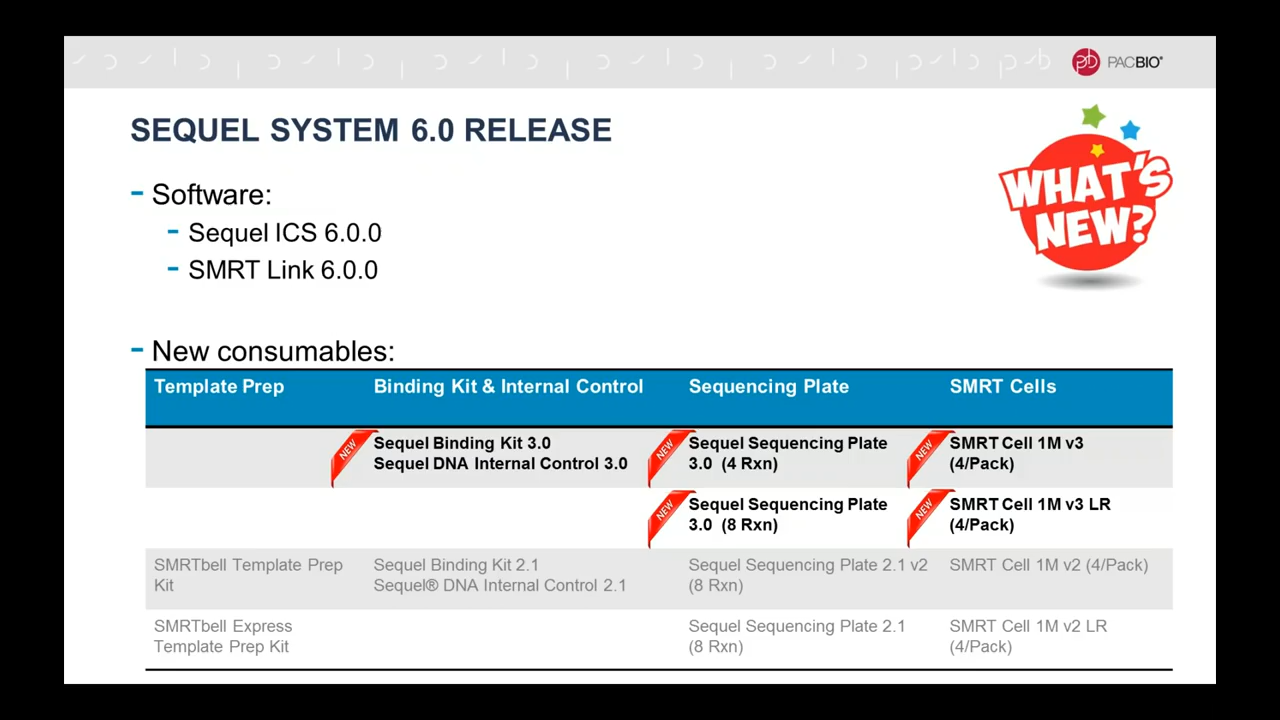 PACBIO®
SEQUEL SYSTEM 6.0 RELEASE
WHAT'S
NEW?
- Software:
- Sequel ICS 6.0.0
- SMRT Link 6.0.0
- New consumables:
Template Prep Binding Kit & Internal Control Sequencing Plate SMRT Cells
NEW Sequel Binding Kit 3.0 NEW Sequel Sequencing Plate NEW SMRT Cell 1M v3
Sequel DNA Internal Control 3.0 3.0 (4 Rxn) (4/Pack)
NEW Sequel Sequencing Plate NEW SMRT Cell 1M v3 LR
3.0 (8 Rxn) (4/Pack)
SMRTbell Template Prep Sequel Binding Kit 2.1 Sequel Sequencing Plate 2.1 v2 SMRT Cell 1M v2 (4/Pack)
Kit Sequel® DNA Internal Control 2.1 (8 Rxn)
SMRTbell Express Sequel Sequencing Plate 2.1 SMRT Cell 1M v2 LR
Template Prep Kit (8 Rxn) (4/Pack)